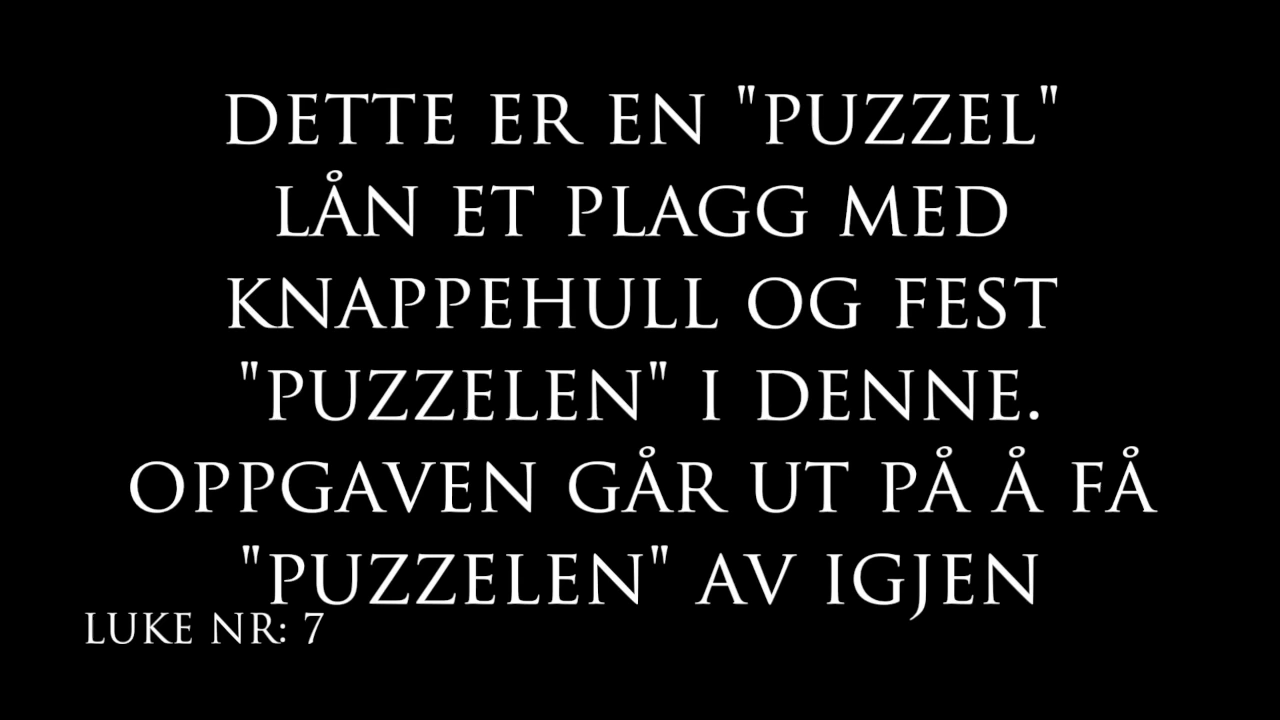 DETTE ER EN "PUZZEL"
LÅN ET PLAGG MED
KNAPPEHULL OG FEST
"PUZZELEN" I DENNE.
OPPGAVEN GÅR UT PÅ Å FÅ
"PUZZELEN" AV IGJEN
LUKE NR: 7